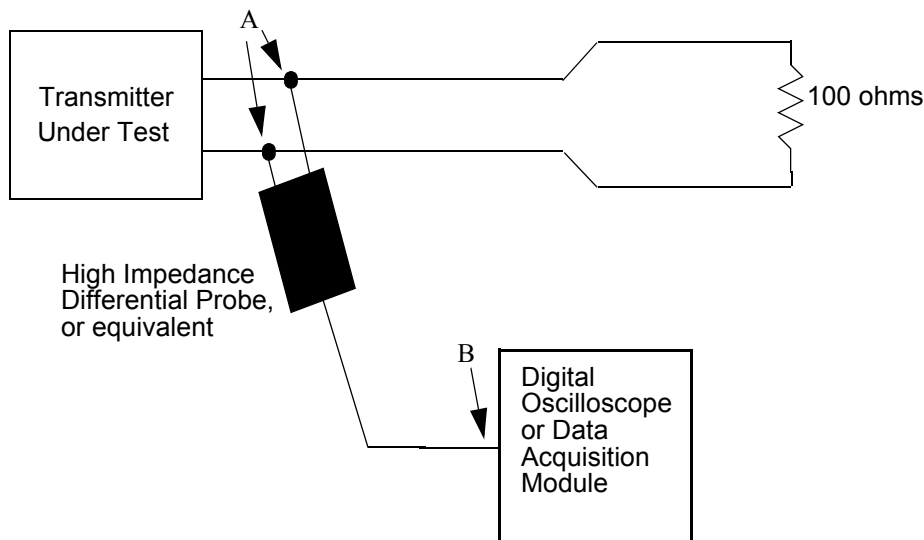 A
Transmitter
Under Test
100 ohms
High Impedance
Differential Probe,
or equivalent
B
Digital
Oscilloscope
or Data
Acquisition
Module